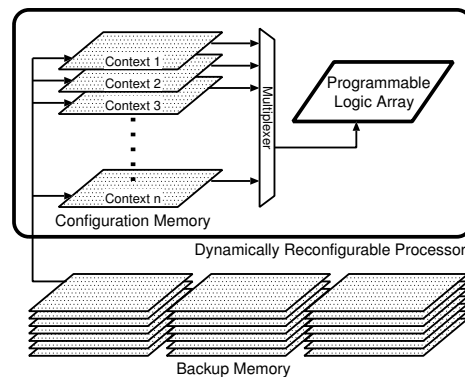 Context 1
Context 2
Context 3
Context n
Multiplexer
Programmable
Logic Array
Configuration Memory
Dynamically Reconfigurable Processor
Backup Memory